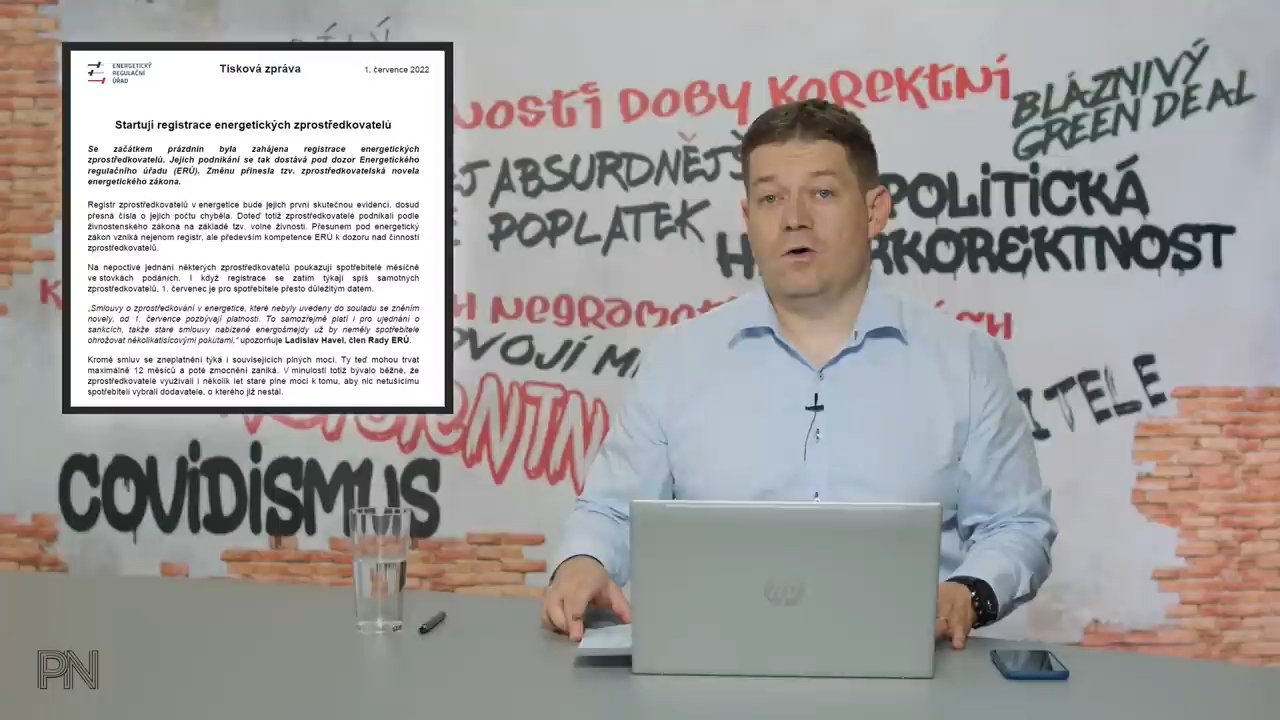 ENERGETICKÝ
REGULAČNÍ
ÚŘAD
Tisková zpráva
1. července 2022
Startují registrace energetických zprostředkovatelů
Se začátkem prázdnin byla zahájena registrace energetických
zprostředkovatelů. Jejich podnikání se tak dostává pod dozor Energetického
regulačního úřadu (ERÚ). Změnu přinesla tzv. zprostředkovatelská novela
energetického zákona.
Registr zprostředkovatelů v energetice bude jejich první skutečnou evidencí, dosud
přesná čísla o jejich počtu chyběla. Doteď totiž zprostředkovatelé podnikali podle
živnostenského zákona na základě tzv. volné živnosti. Přesunem pod energetický
zákon vzniká nejenom registr, ale především kompetence ERÚ k dozoru nad činností
zprostředkovatelů.
Na nepoctivé jednání některých zprostředkovatelů poukazují spotřebitelé měsíčně
ve stovkách podáních. I když registrace se zatím týkají spíš samotných
zprostředkovatelů, 1. červenec je pro spotřebitele přesto důležitým datem.
„Smlouvy o zprostředkování v energetice, které nebyly uvedeny do souladu se zněním
novely, od 1. července pozbývají platnosti. To samozřejmě platí i pro ujednání o
sankcích, takže staré smlouvy nabízené energošmejdy už by neměly spotřebitele
ohrožovat několikatisícovými pokutami,“ upozorňuje Ladislav Havel, člen Rady ERÚ.
Kromě smluv se zneplatnění týká i souvisejících plných mocí. Ty teď mohou trvat
maximálně 12 měsíců a poté zmocnění zaniká. V minulosti totiž bývalo běžné, že
zprostředkovatelé využívali i několik let staré plné moci k tomu, aby nic netušícímu
spotřebiteli vybrali dodavatele, o kterého již nestál.
NOSTI DOBY KOREKTNÍ
BLÁZNIVÝ
GREEN DEAL
J ABSURDNĚJŠ
POPLATEK
POLITICKÁ
H RKOREKTNOST
H NEGRAMOT
VOJÍ M
ITELE
COVIDISMUS
hp
PN